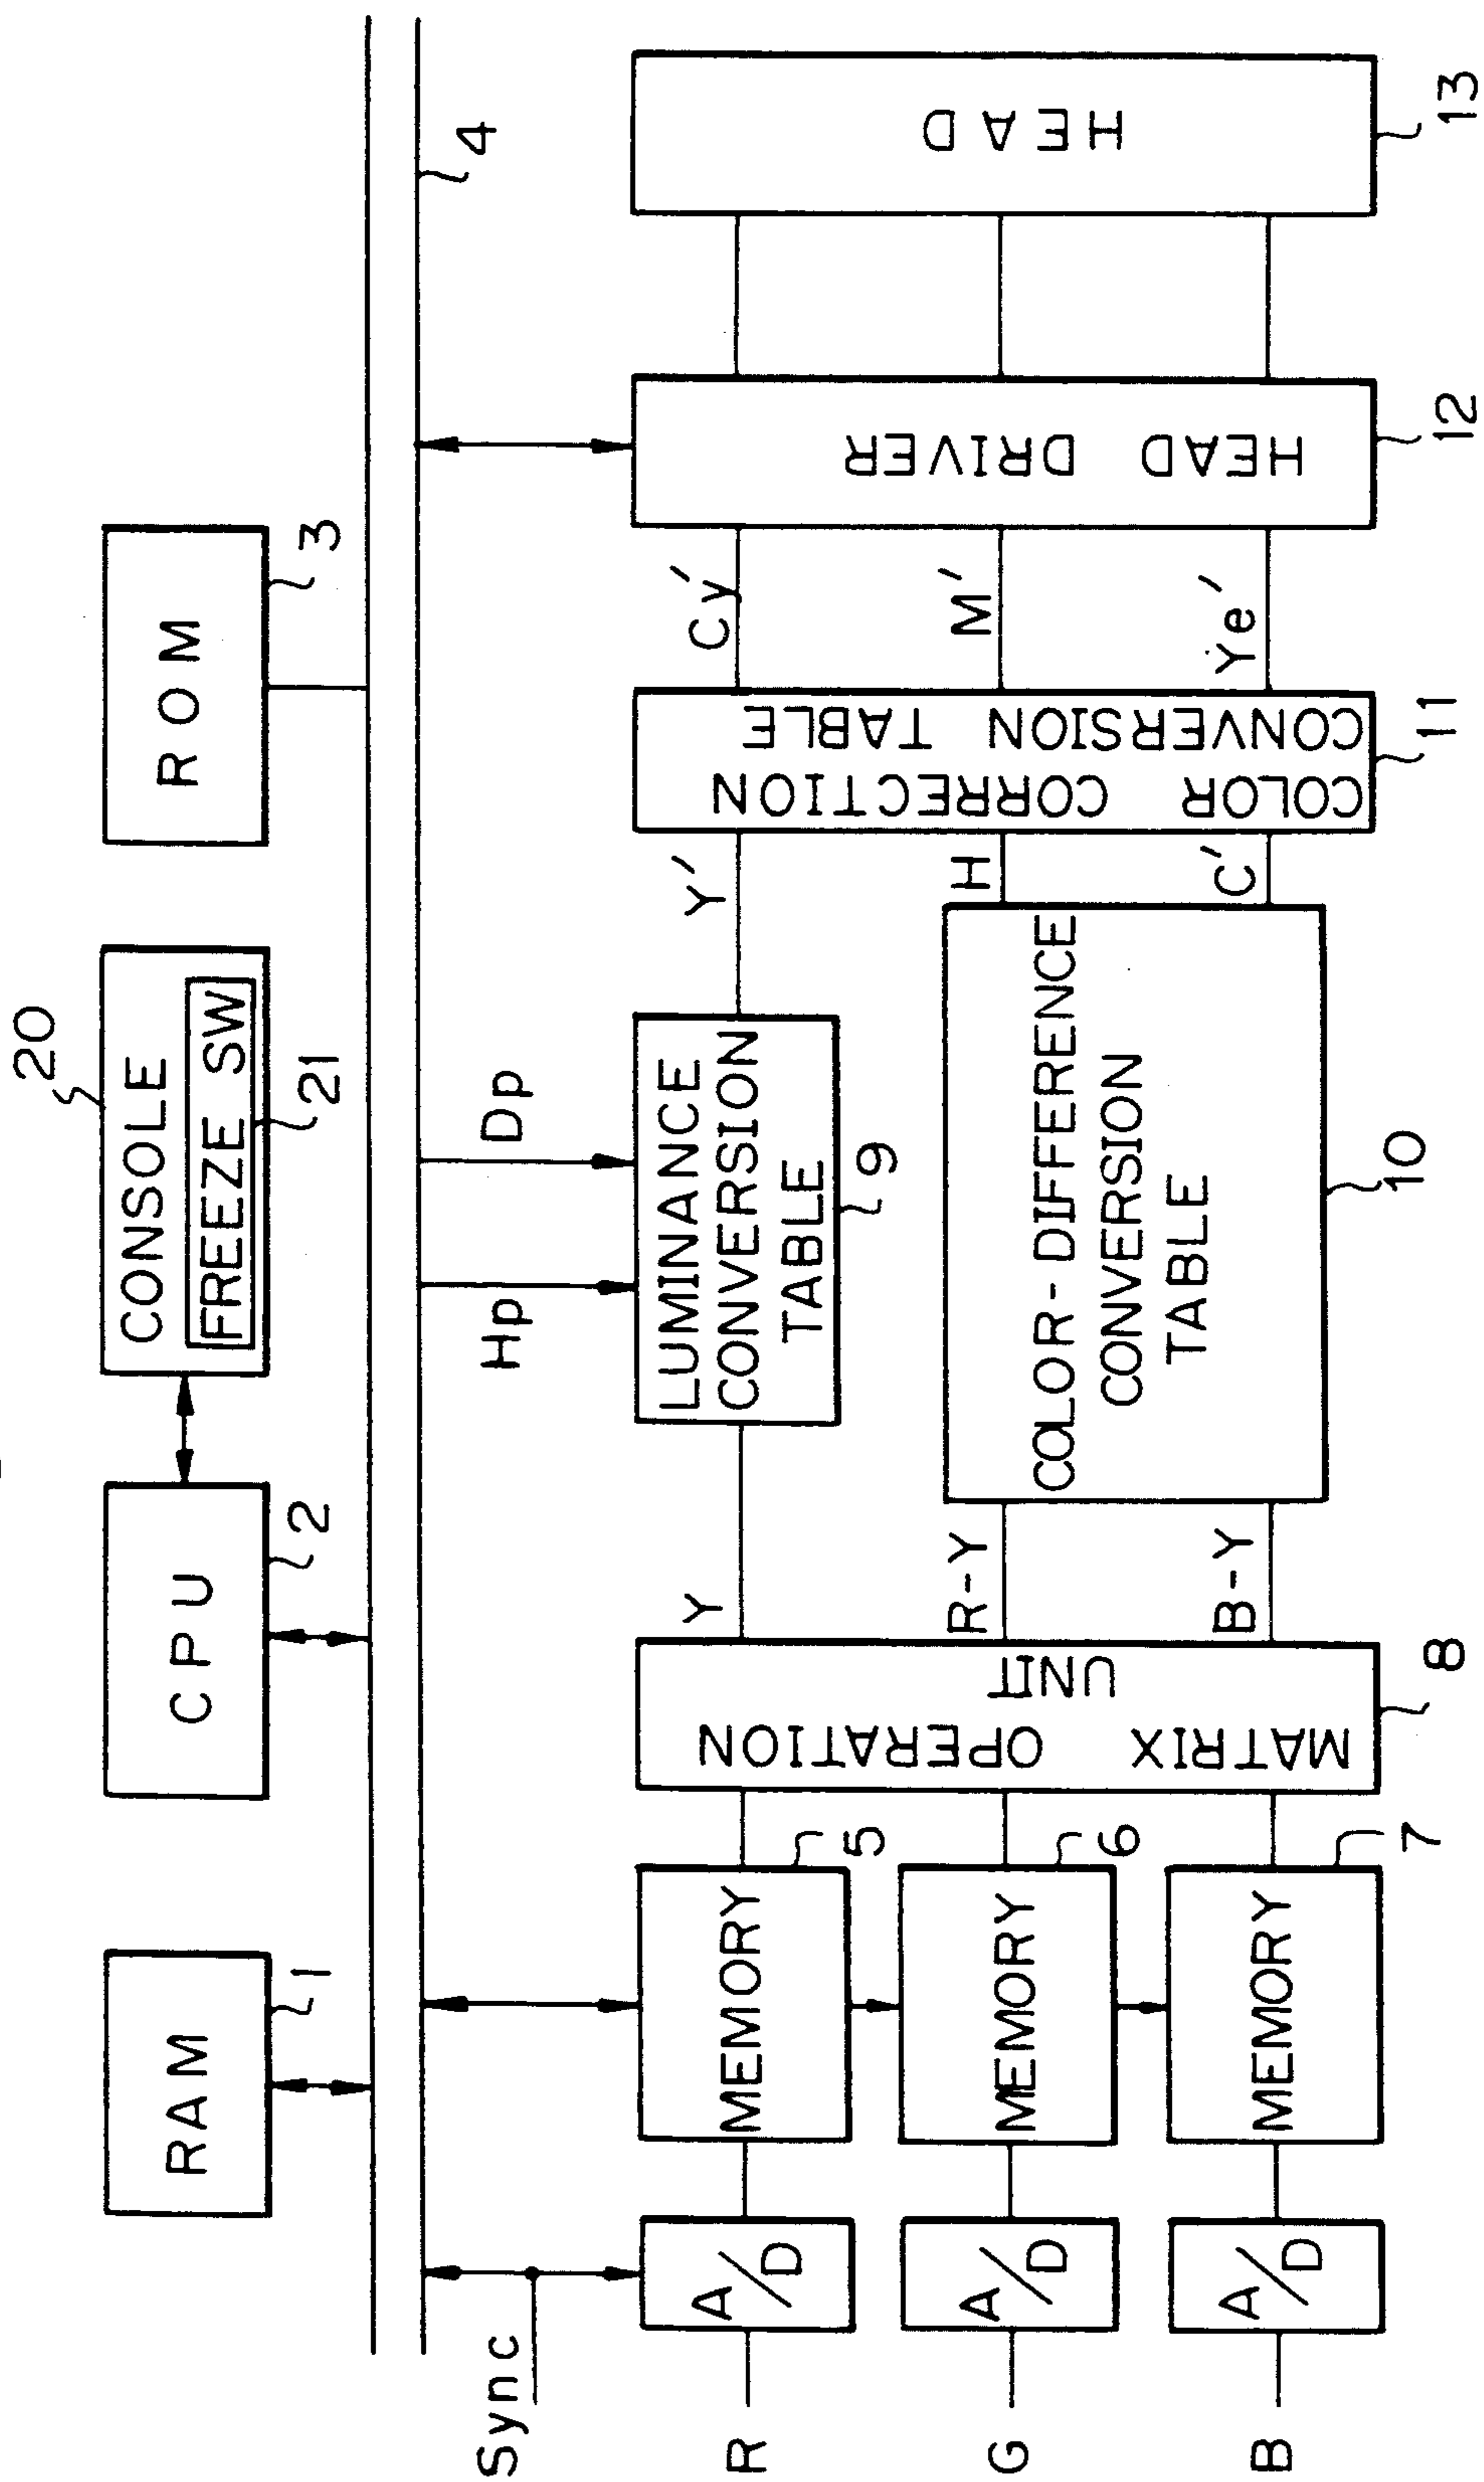 20
CONSOLE
FREEZE SW
21
RAM
1
CPU
2
ROM
3
4
Sync
Hp
Dp
R
G
B
A/D
A/D
A/D
MEMORY
5
MEMORY
6
MEMORY
7
MATRIX OPERATION
UNIT
8
Y
R-Y
B-Y
LUMINANCE
CONVERSION
TABLE
9
COLOR-DIFFERENCE
CONVERSION
TABLE
10
Y'
H
C'
COLOR CORRECTION
CONVERSION TABLE
11
Cy'
M'
Ye'
HEAD DRIVER
12
HEAD
13